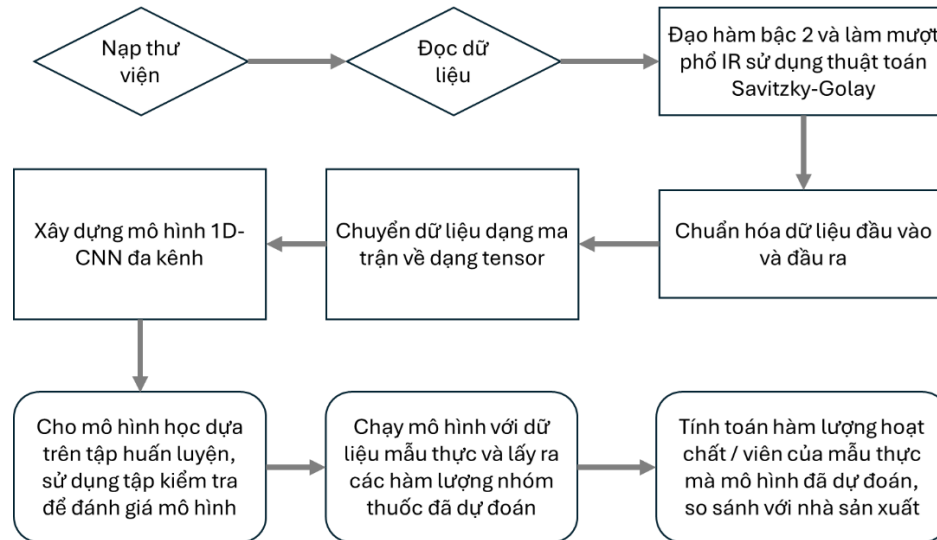 Nạp thư
viện
Đọc dữ
liệu
Đạo hàm bậc 2 và làm mượt
phổ IR sử dụng thuật toán
Savitzky-Golay
Chuẩn hóa dữ liệu đầu vào
và đầu ra
Chuyển dữ liệu dạng ma
trận về dạng tensor
Xây dựng mô hình 1D-
CNN đa kênh
Cho mô hình học dựa
trên tập huấn luyện,
sử dụng tập kiểm tra
để đánh giá mô hình
Chạy mô hình với dữ
liệu mẫu thực và lấy ra
các hàm lượng nhóm
thuốc đã dự đoán
Tính toán hàm lượng hoạt
chất / viên của mẫu thực
mà mô hình đã dự đoán,
so sánh với nhà sản xuất